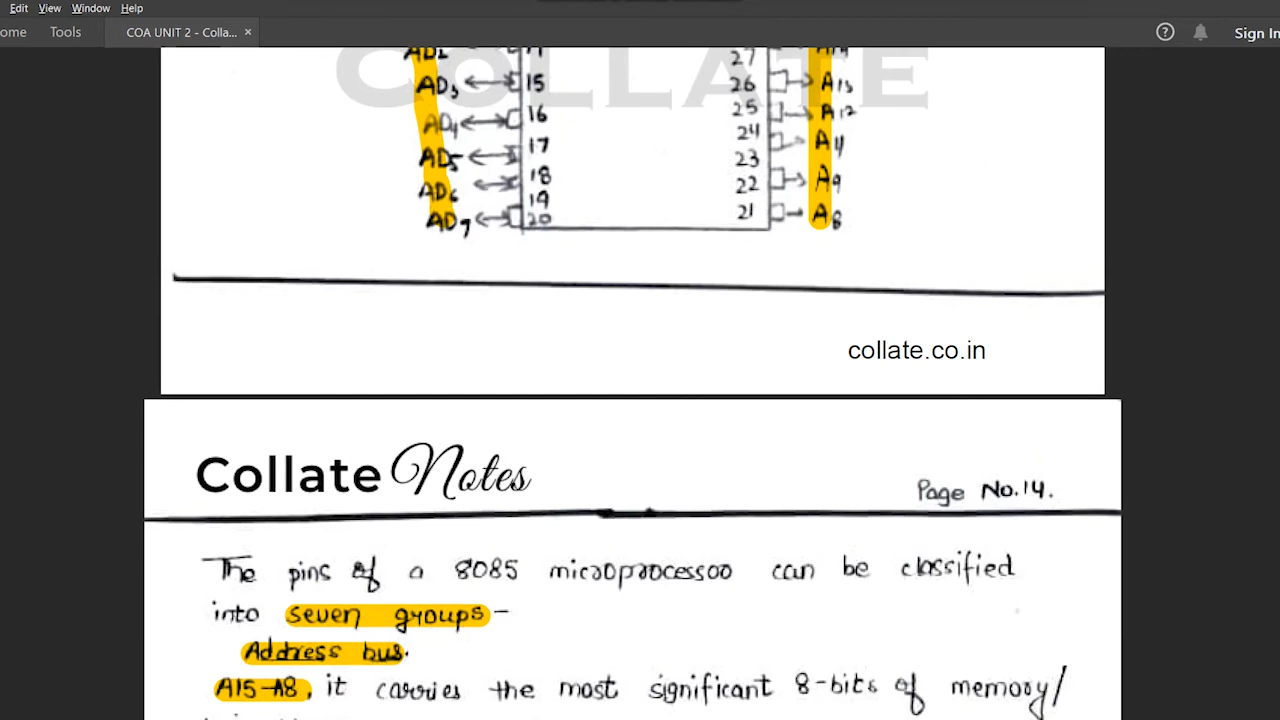 Edit View Window Help
ome Tools COA UNIT 2 - Colla... × ? Sign In
COLLATE
AD3 15 26 A13
AD4 16 25 A12
AD5 17 24 A11
18 23
AD6 19 22 A9
AD7 20 21 A8
27
collate.co.in
Collate Notes
Page No.14.
The pins of a 8085 microprocessor can be classified
into seven groups-
Address bus.
A15-A8, it carries the most significant 8-bits of memory/